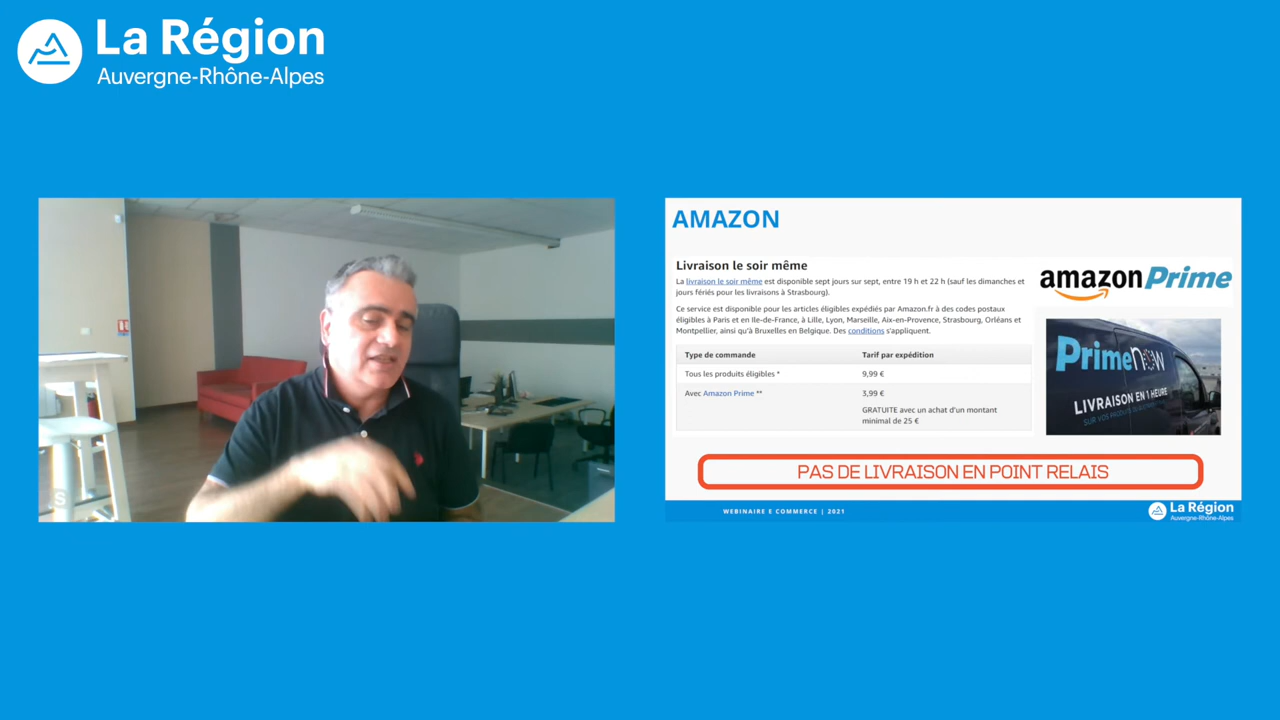 La Région
Auvergne-Rhône-Alpes
S
AMAZON
Livraison le soir même
La livraison le soir même est disponible sept jours sur sept, entre 19 h et 22 h (sauf les dimanches et
jours fériés pour les livraisons à Strasbourg).
Ce service est disponible pour les articles éligibles expédiés par Amazon.fr à des codes postaux
éligibles à Paris et en Ile-de-France, à Lille, Lyon, Marseille, Aix-en-Provence, Strasbourg, Orléans et
Montpellier, ainsi qu'à Bruxelles en Belgique. Des conditions s'appliquent.
Type de commande Tarif par expédition
Tous les produits éligibles * 9,99 €
Avec Amazon Prime ** 3,99 €
GRATUITE avec un achat d'un montant
minimal de 25 €
amazon Prime
Prime now
LIVRAISON EN 1 HEURE
SUR VOS PRODUITS
PAS DE LIVRAISON EN POINT RELAIS
WEBINAIRE E COMMERCE | 2021
La Région
Auvergne-Rhône-Alpes